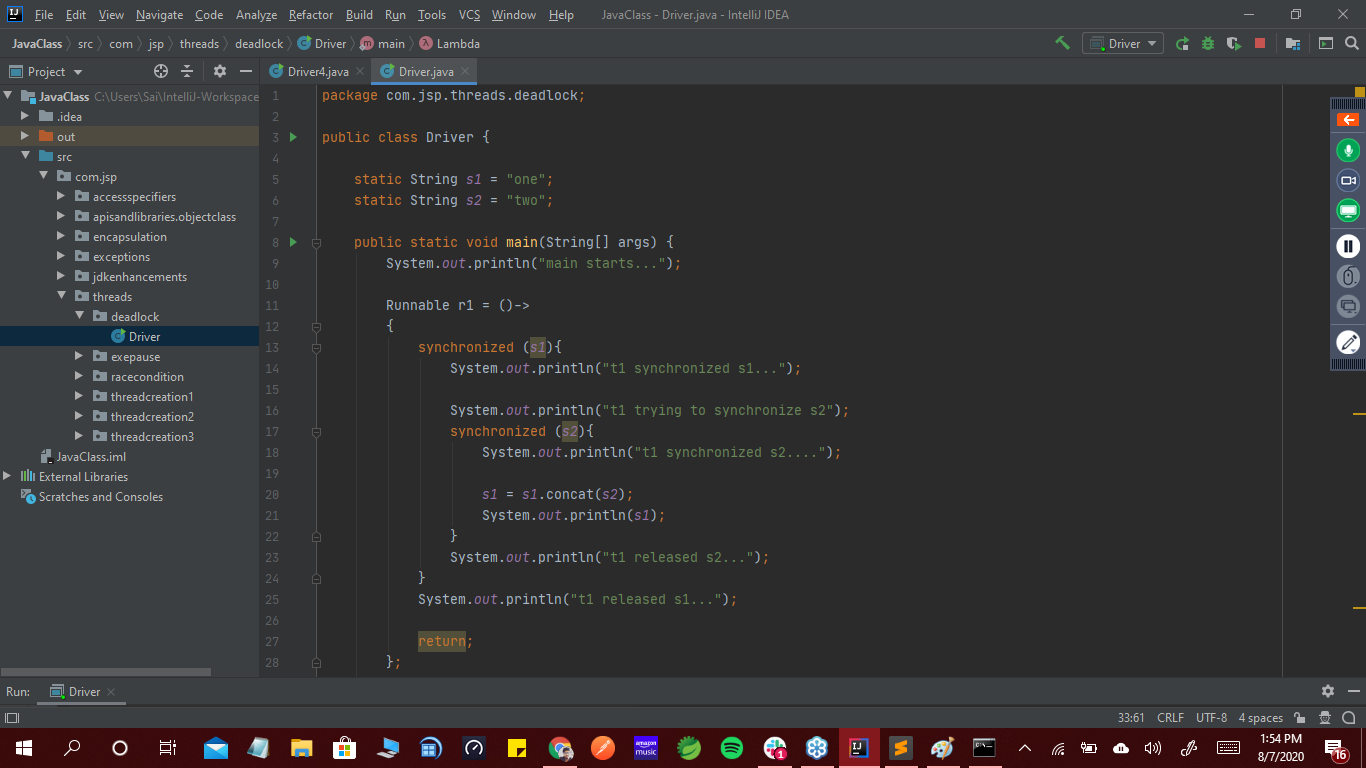 File Edit View Navigate Code Analyze Refactor Build Run Tools VCS Window Help JavaClass - Driver.java - IntelliJ IDEA
JavaClass src com jsp threads deadlock Driver main Lambda Driver
Project
Driver4.java Driver.java
JavaClass C:\Users\Sai\IntelliJ-Workspace
.idea
out
src
com.jsp
accessspecifiers
apisandlibraries.objectclass
encapsulation
exceptions
jdkenhancements
threads
deadlock
Driver
exepause
racecondition
threadcreation1
threadcreation2
threadcreation3
JavaClass.iml
External Libraries
Scratches and Consoles
1 package com.jsp.threads.deadlock;
2
3 public class Driver {
4
5 static String s1 = "one";
6 static String s2 = "two";
7
8 public static void main(String[] args) {
9 System.out.println("main starts...");
10
11 Runnable r1 = ()->
12 {
13 synchronized (s1){
14 System.out.println("t1 synchronized s1...");
15
16 System.out.println("t1 trying to synchronize s2");
17 synchronized (s2){
18 System.out.println("t1 synchronized s2....");
19
20 s1 = s1.concat(s2);
21 System.out.println(s1);
22 }
23 System.out.println("t1 released s2...");
24 }
25 System.out.println("t1 released s1...");
26
27 return;
28 };
Run: Driver
33:61 CRLF UTF-8 4 spaces
amazon music
1
1:54 PM
8/7/2020
16